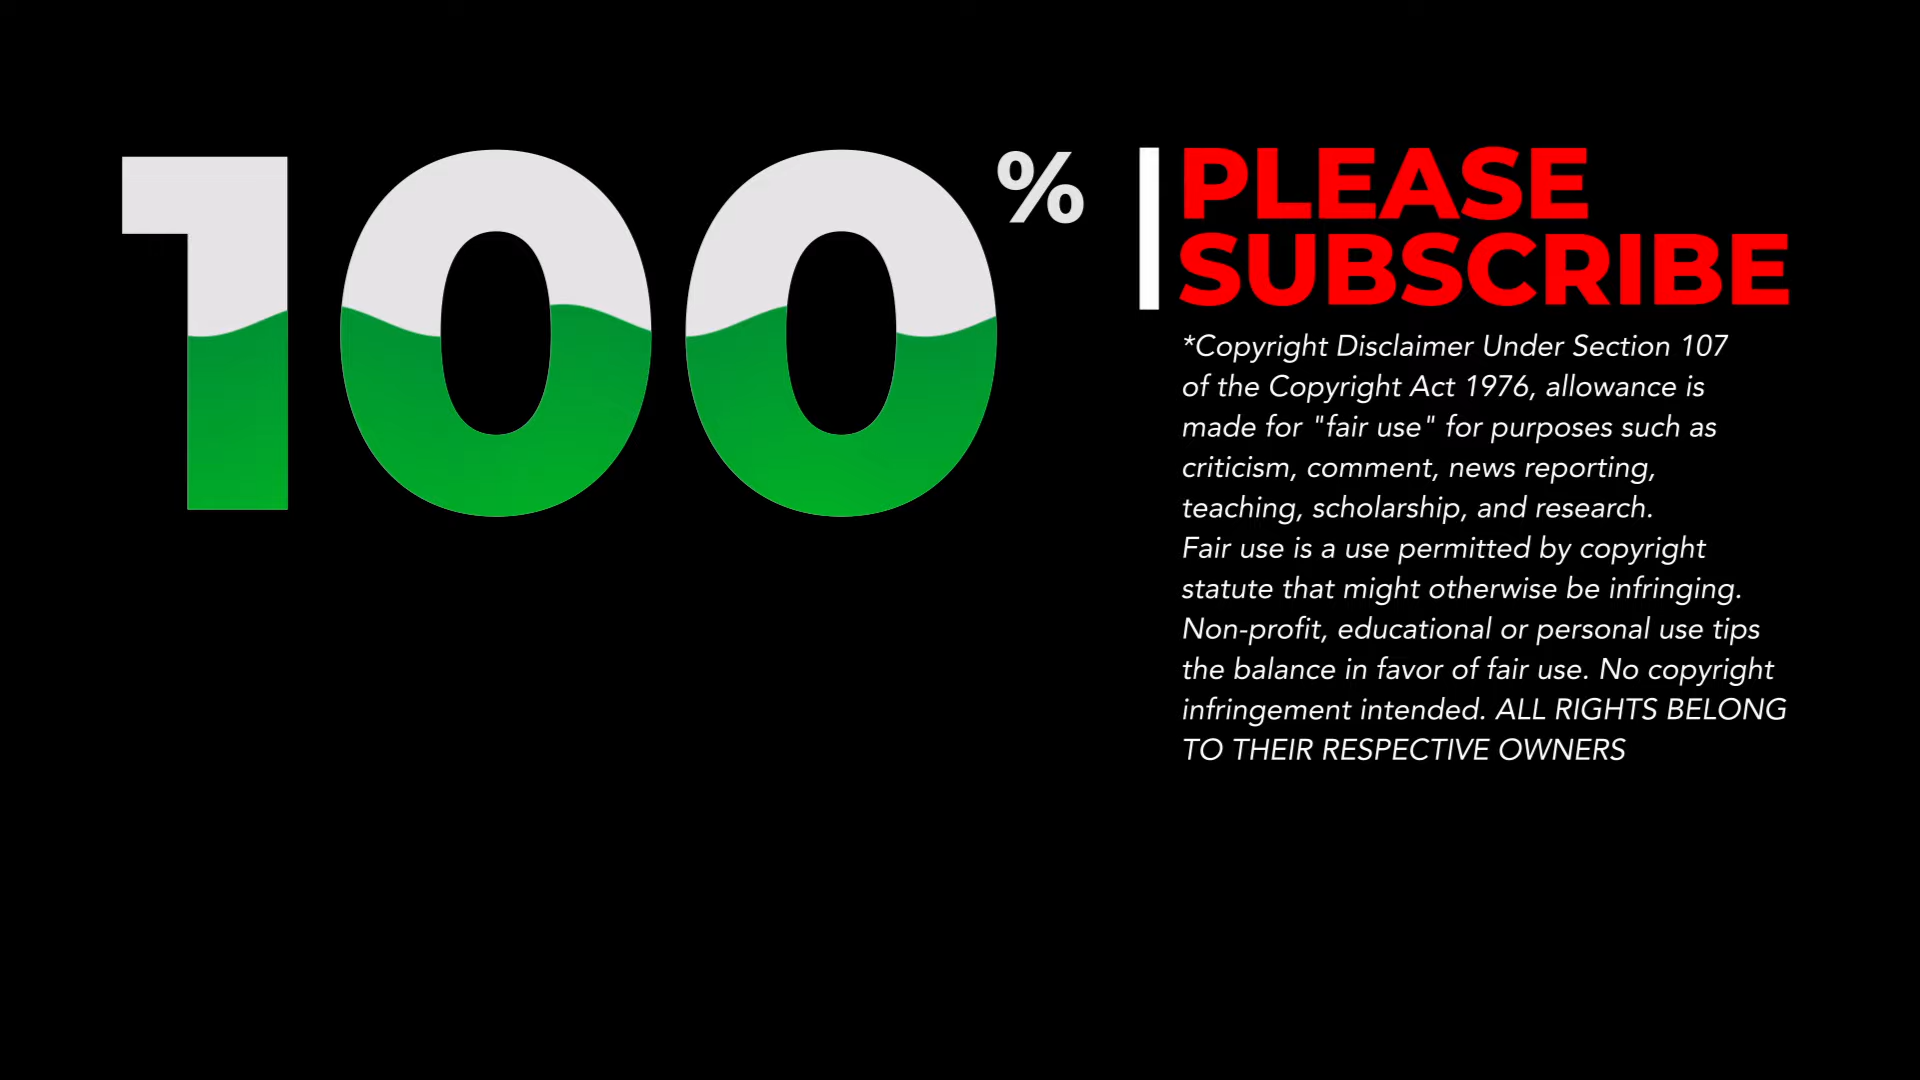 100%
PLEASE
SUBSCRIBE
*Copyright Disclaimer Under Section 107
of the Copyright Act 1976, allowance is
made for "fair use" for purposes such as
criticism, comment, news reporting,
teaching, scholarship, and research.
Fair use is a use permitted by copyright
statute that might otherwise be infringing.
Non-profit, educational or personal use tips
the balance in favor of fair use. No copyright
infringement intended. ALL RIGHTS BELONG
TO THEIR RESPECTIVE OWNERS